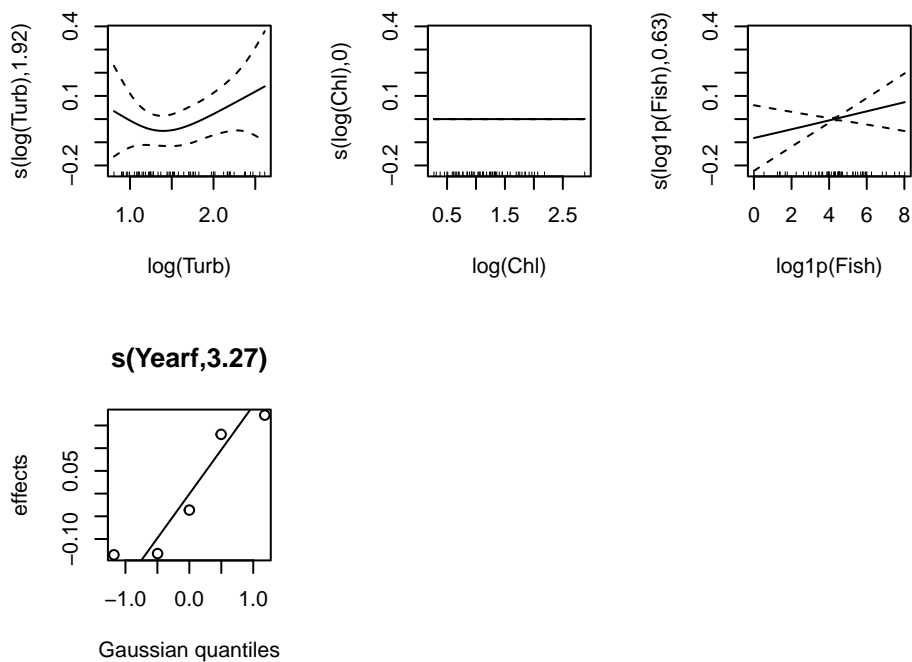 s(log(Turb),1.92)
−0.2 0.1 0.4
1.0 2.0
log(Turb)
s(log(Chl),0)
−0.2 0.1 0.4
0.5 1.5 2.5
log(Chl)
s(log1p(Fish),0.63)
−0.2 0.1 0.4
0 2 4 6 8
log1p(Fish)
s(Yearf,3.27)
effects
−0.10 0.05
−1.0 0.0 1.0
Gaussian quantiles